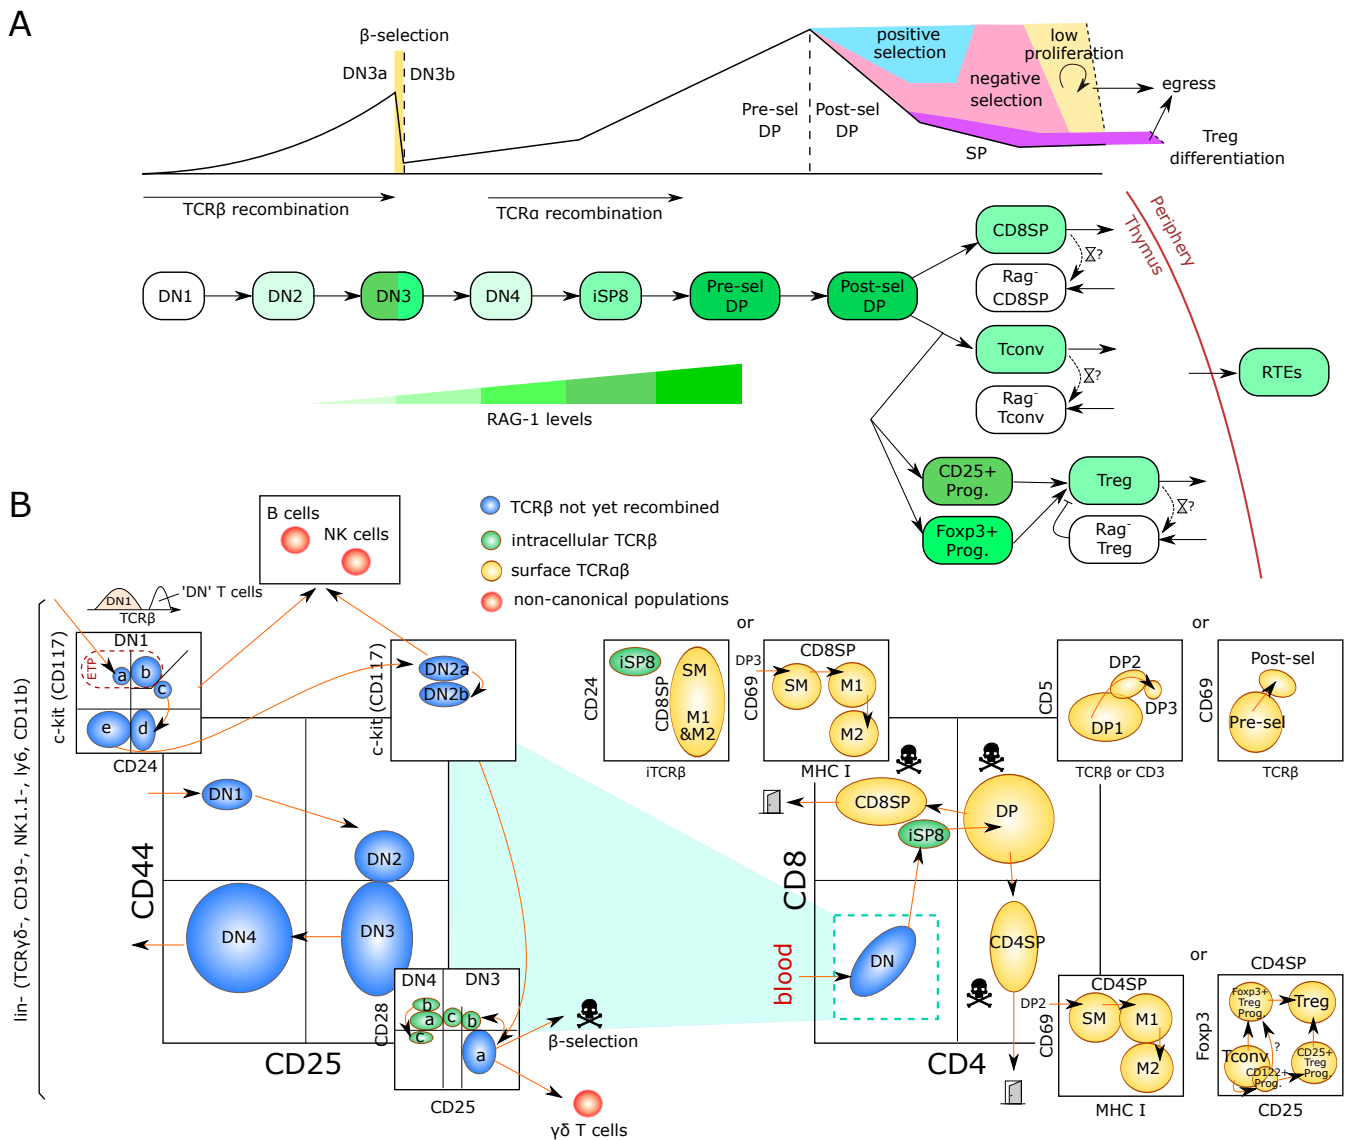 A
β-selection
DN3a
DN3b
Pre-sel
DP
Post-sel
DP
positive
selection
negative
selection
low
proliferation
egress
SP
Treg
differentiation
TCRβ recombination
TCRα recombination
DN1
DN2
DN3
DN4
iSP8
Pre-sel
DP
Post-sel
DP
CD8SP
?
Rag-
CD8SP
Tconv
?
Rag-
Tconv
CD25+
Prog.
Foxp3+
Prog.
Treg
?
Rag-
Treg
Periphery
Thymus
RTEs
RAG-1 levels
B
B cells
NK cells
TCRβ not yet recombined
intracellular TCRβ
surface TCRαβ
non-canonical populations
lin- (TCRγδ-, CD19-, NK1.1-, ly6, CD11b)
DN1
'DN' T cells
TCRβ
DN1
ETP
a
b
c
e
d
c-kit (CD117)
CD24
c-kit (CD117)
DN2a
DN2b
DN1
DN2
DN3
DN4
CD44
CD25
DN4
DN3
b
a
c
c
b
a
CD28
CD25
β-selection
γδ T cells
or
iSP8
CD8SP
SM
M1
&M2
CD24
iTCRβ
CD8SP
DP3
CD69
SM
M1
M2
MHC I
or
CD5
DP2
DP1
DP3
TCRβ or CD3
CD69
Post-sel
Pre-sel
TCRβ
CD8SP
iSP8
DP
CD8
blood
DN
CD4SP
CD4
or
CD4SP
DP2
CD69
SM
M1
M2
MHC I
CD4SP
Foxp3
Foxp3+
Treg
Prog.
Treg
?
Tconv
CD122+
Prog.
CD25+
Treg
Prog.
CD25